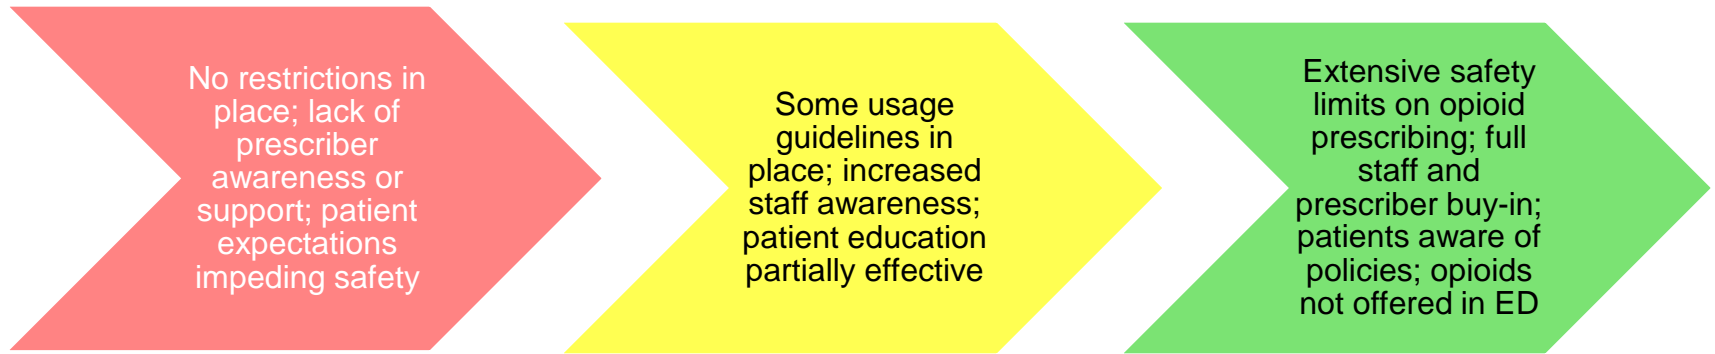 No restrictions in
place; lack of
prescriber
awareness or
support; patient
expectations
impeding safety
Some usage
guidelines in
place; increased
staff awareness;
patient education
partially effective
Extensive safety
limits on opioid
prescribing; full
staff and
prescriber buy-in;
patients aware of
policies; opioids
not offered in ED